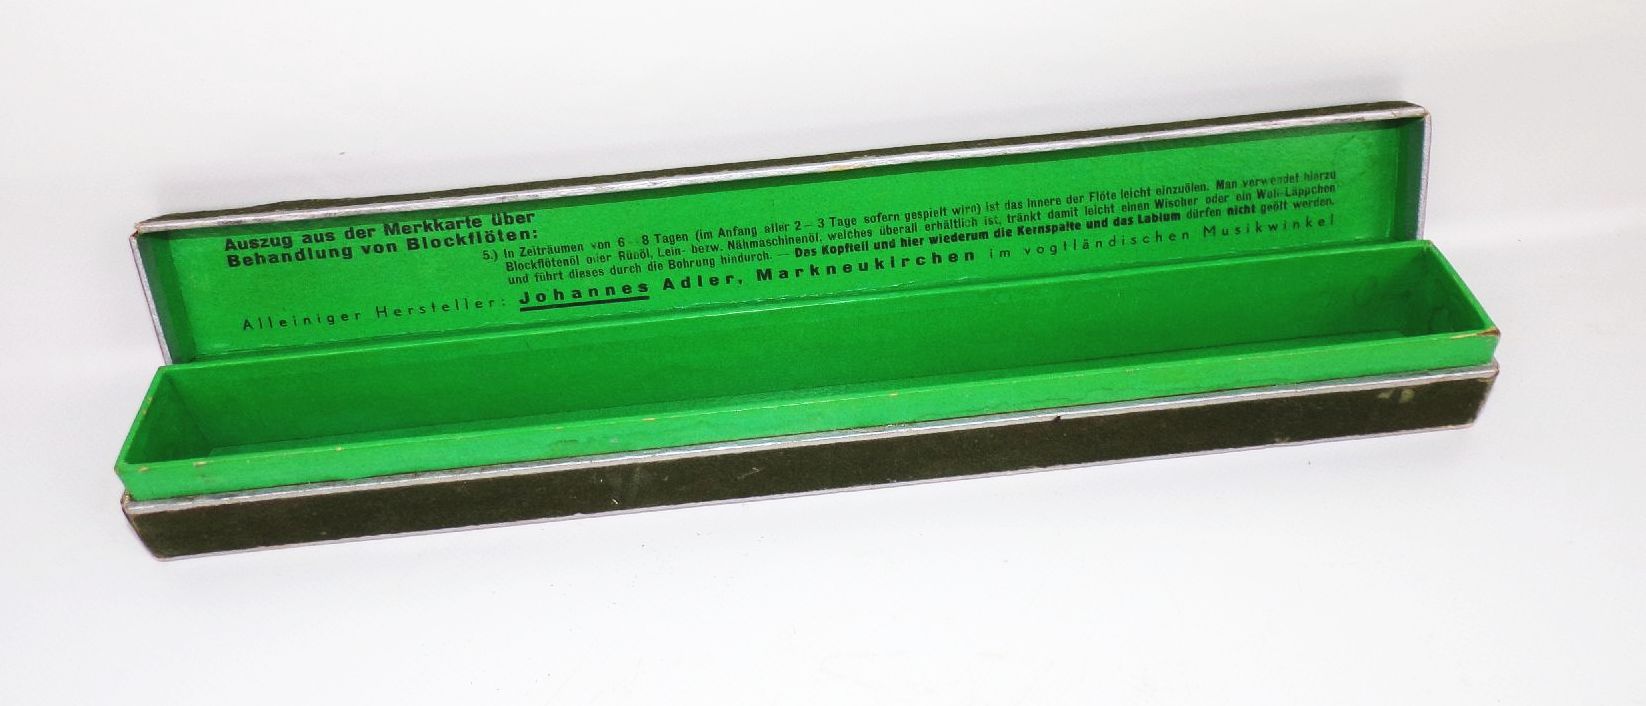 Auszug aus der Merkkarte über
Behandlung von Blockflöten:
5.) In Zeiträumen von 6 – 8 Tagen (im Anfang aller 2 – 3 Tage sofern gespielt wird) ist das Innere der Flöte leicht einzuölen. Man verwendet hierzu
Blockflötenöl oder Rüböl, Lein- bezw. Nähmaschinenöl, welches überall erhältlich ist, tränkt damit leicht einen Wischer oder ein Woll-Läppchen
und führt dieses durch die Bohrung hindurch. — Das Kopfteil und hier wiederum die Kernspalte und das Labium dürfen nicht geölt werden.
Alleiniger Hersteller: Johannes Adler, Markneukirchen im vogtländischen Musikwinkel